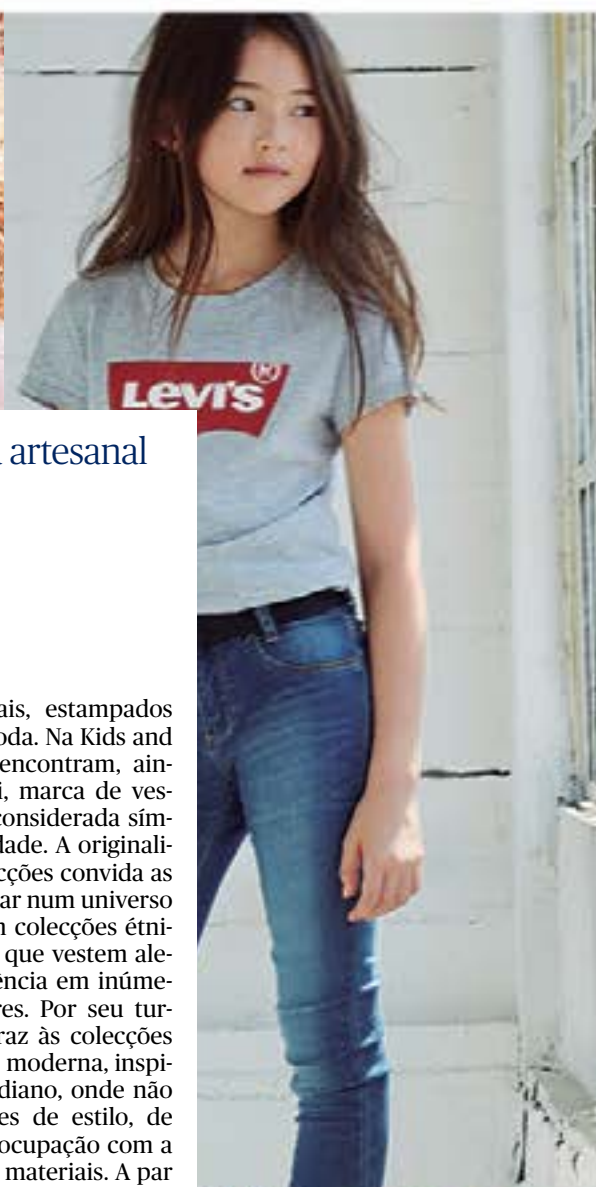 LEVI'S ®
artesanal
ais, estampados
oda. Na Kids and
encontram, ain-
i, marca de ves-
considerada sím-
dade. A originali-
cções convida as
ar num universo
n colecções étni-
que vestem ale-
ência em inúme-
res. Por seu tur-
raz às colecções
moderna, inspi-
diano, onde não
es de estilo, de
ocupação com a
materiais. A par